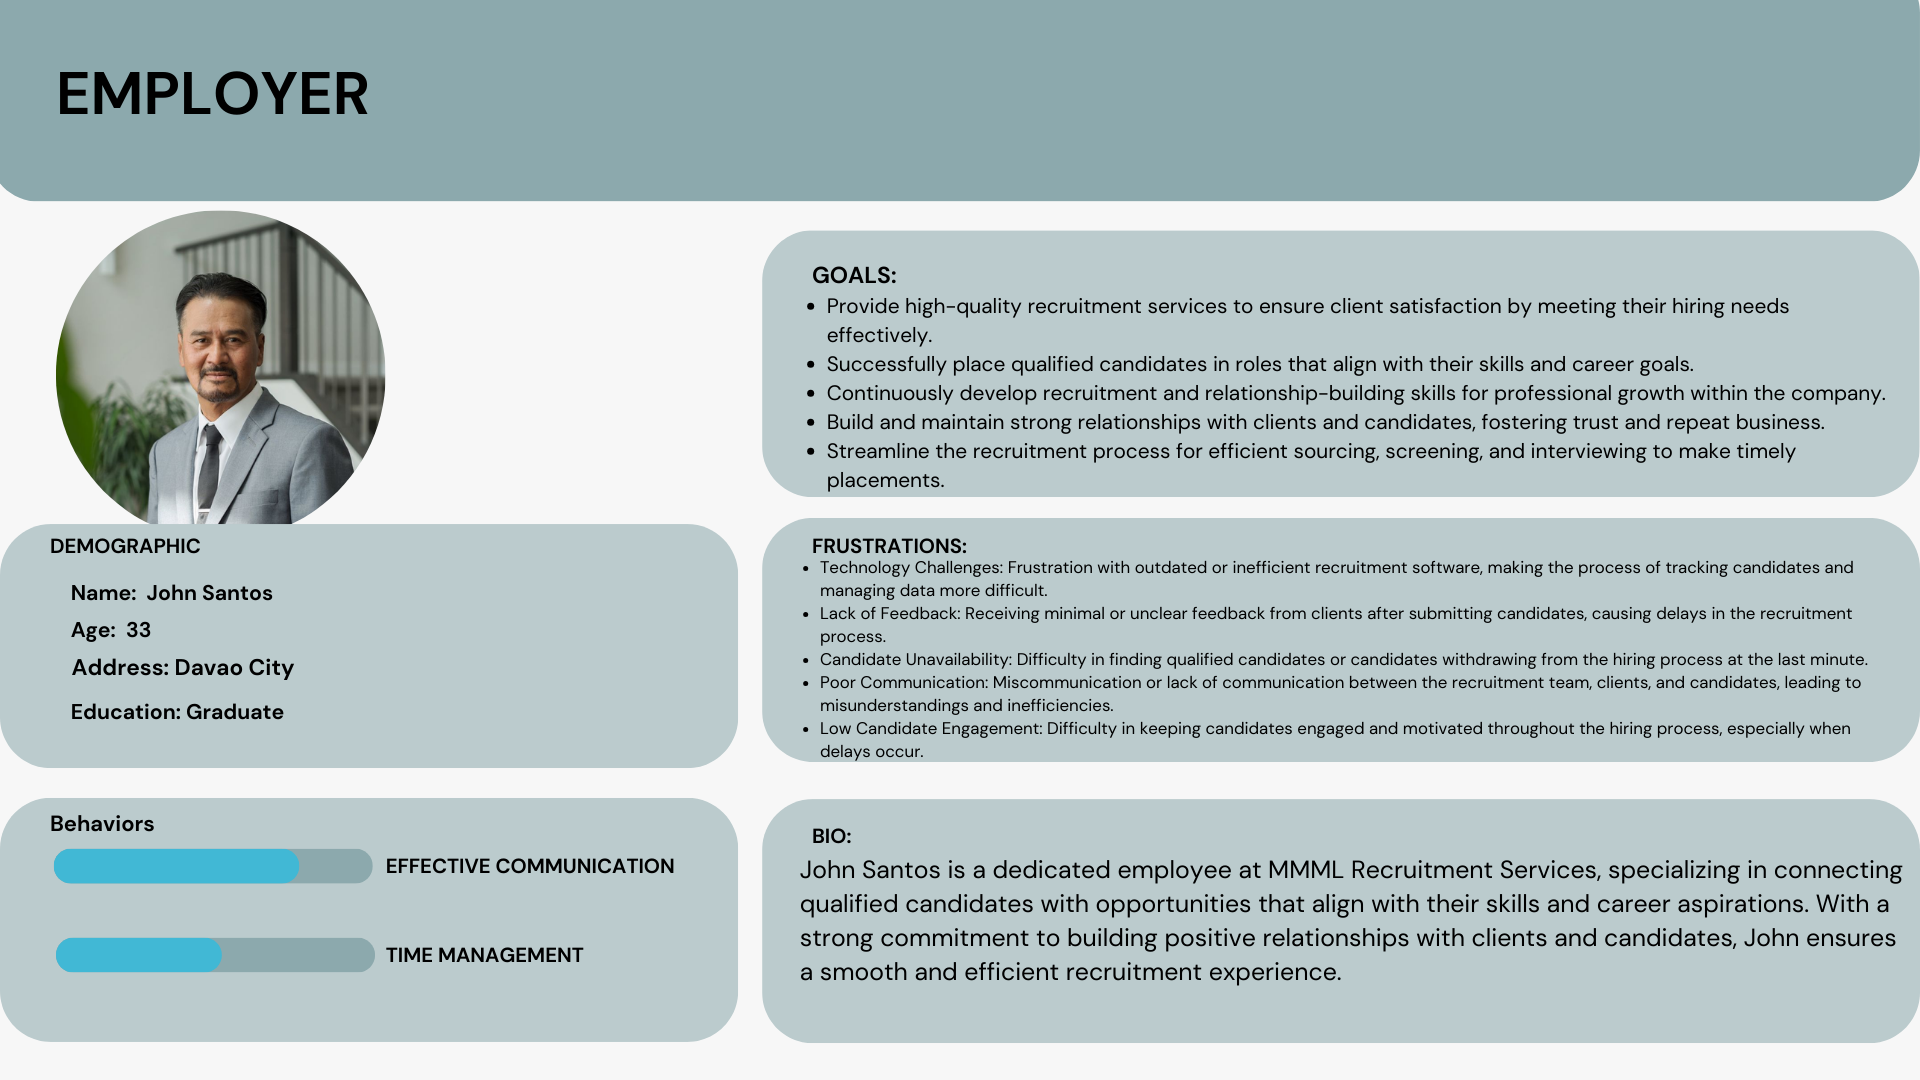 EMPLOYER
GOALS:
Provide high-quality recruitment services to ensure client satisfaction by meeting their hiring needs
effectively.
Successfully place qualified candidates in roles that align with their skills and career goals.
Continuously develop recruitment and relationship-building skills for professional growth within the company.
Build and maintain strong relationships with clients and candidates, fostering trust and repeat business.
Streamline the recruitment process for efficient sourcing, screening, and interviewing to make timely
placements.
DEMOGRAPHIC
Name: John Santos
Age: 33
Address: Davao City
Education: Graduate
FRUSTRATIONS:
Technology Challenges: Frustration with outdated or inefficient recruitment software, making the process of tracking candidates and
managing data more difficult.
Lack of Feedback: Receiving minimal or unclear feedback from clients after submitting candidates, causing delays in the recruitment
process.
Candidate Unavailability: Difficulty in finding qualified candidates or candidates withdrawing from the hiring process at the last minute.
Poor Communication: Miscommunication or lack of communication between the recruitment team, clients, and candidates, leading to
misunderstandings and inefficiencies.
Low Candidate Engagement: Difficulty in keeping candidates engaged and motivated throughout the hiring process, especially when
delays occur.
Behaviors
EFFECTIVE COMMUNICATION
TIME MANAGEMENT
BIO:
John Santos is a dedicated employee at MMML Recruitment Services, specializing in connecting
qualified candidates with opportunities that align with their skills and career aspirations. With a
strong commitment to building positive relationships with clients and candidates, John ensures
a smooth and efficient recruitment experience.